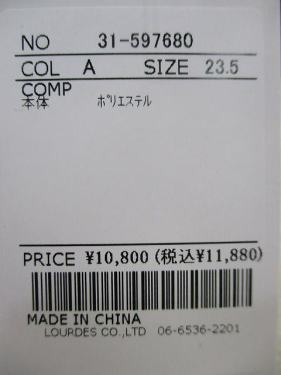 NO 31-597680
COL A SIZE 23.5
COMP
本体 ポリエステル
PRICE ¥10,800(税込¥11,880)
MADE IN CHINA
LOURDES CO.,LTD 06-6536-2201